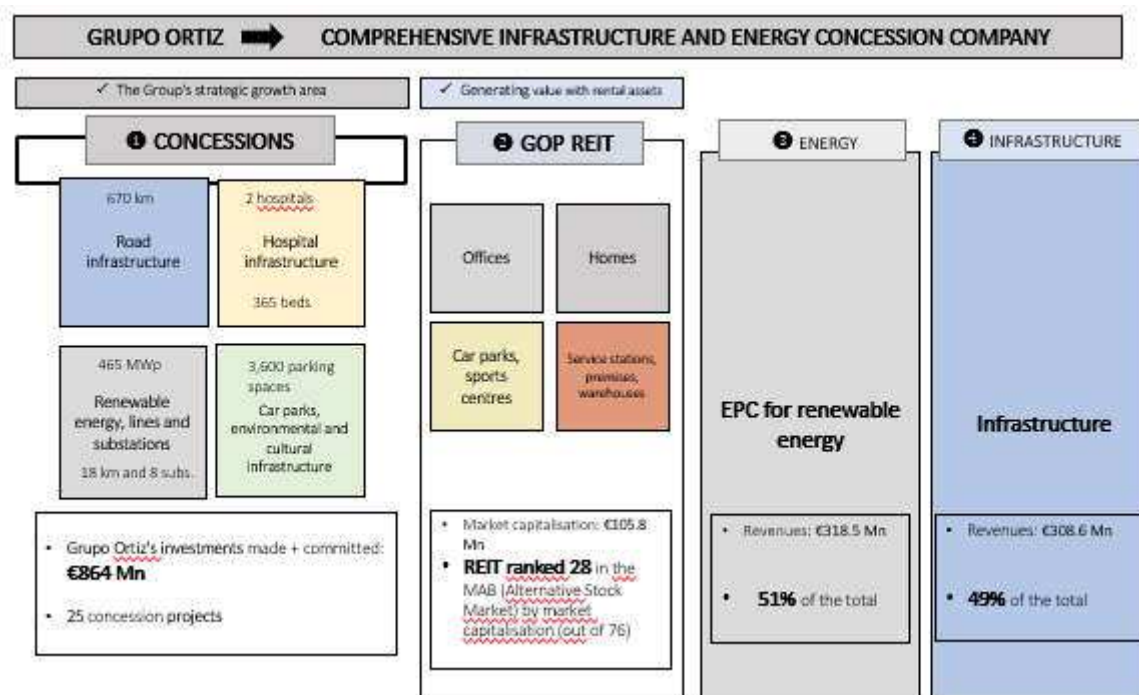 GRUPO ORTIZ ➡ COMPREHENSIVE INFRASTRUCTURE AND ENERGY CONCESSION COMPANY
✓ The Group's strategic growth area
✓ Generating value with rental assets
❶ CONCESSIONS
670 km
Road
infrastructure
2 hospitals
Hospital
infrastructure
365 beds
465 MWp
Renewable
energy, lines and
substations
18 km and 8 subs.
3,600 parking
spaces
Car parks,
environmental and
cultural
infrastructure
• Grupo Ortiz's investments made + committed:
€864 Mn
• 25 concession projects
❷ GOP REIT
Offices
Homes
Car parks,
sports
centres
Service stations,
premises,
warehouses
• Market capitalisation: €105.8
Mn
• REIT ranked 28 in the
MAB (Alternative Stock
Market) by market
capitalisation (out of 76)
❸ ENERGY
EPC for renewable
energy
• Revenues: €318.5 Mn
• 51% of the total
❹ INFRASTRUCTURE
Infrastructure
• Revenues: €308.6 Mn
• 49% of the total